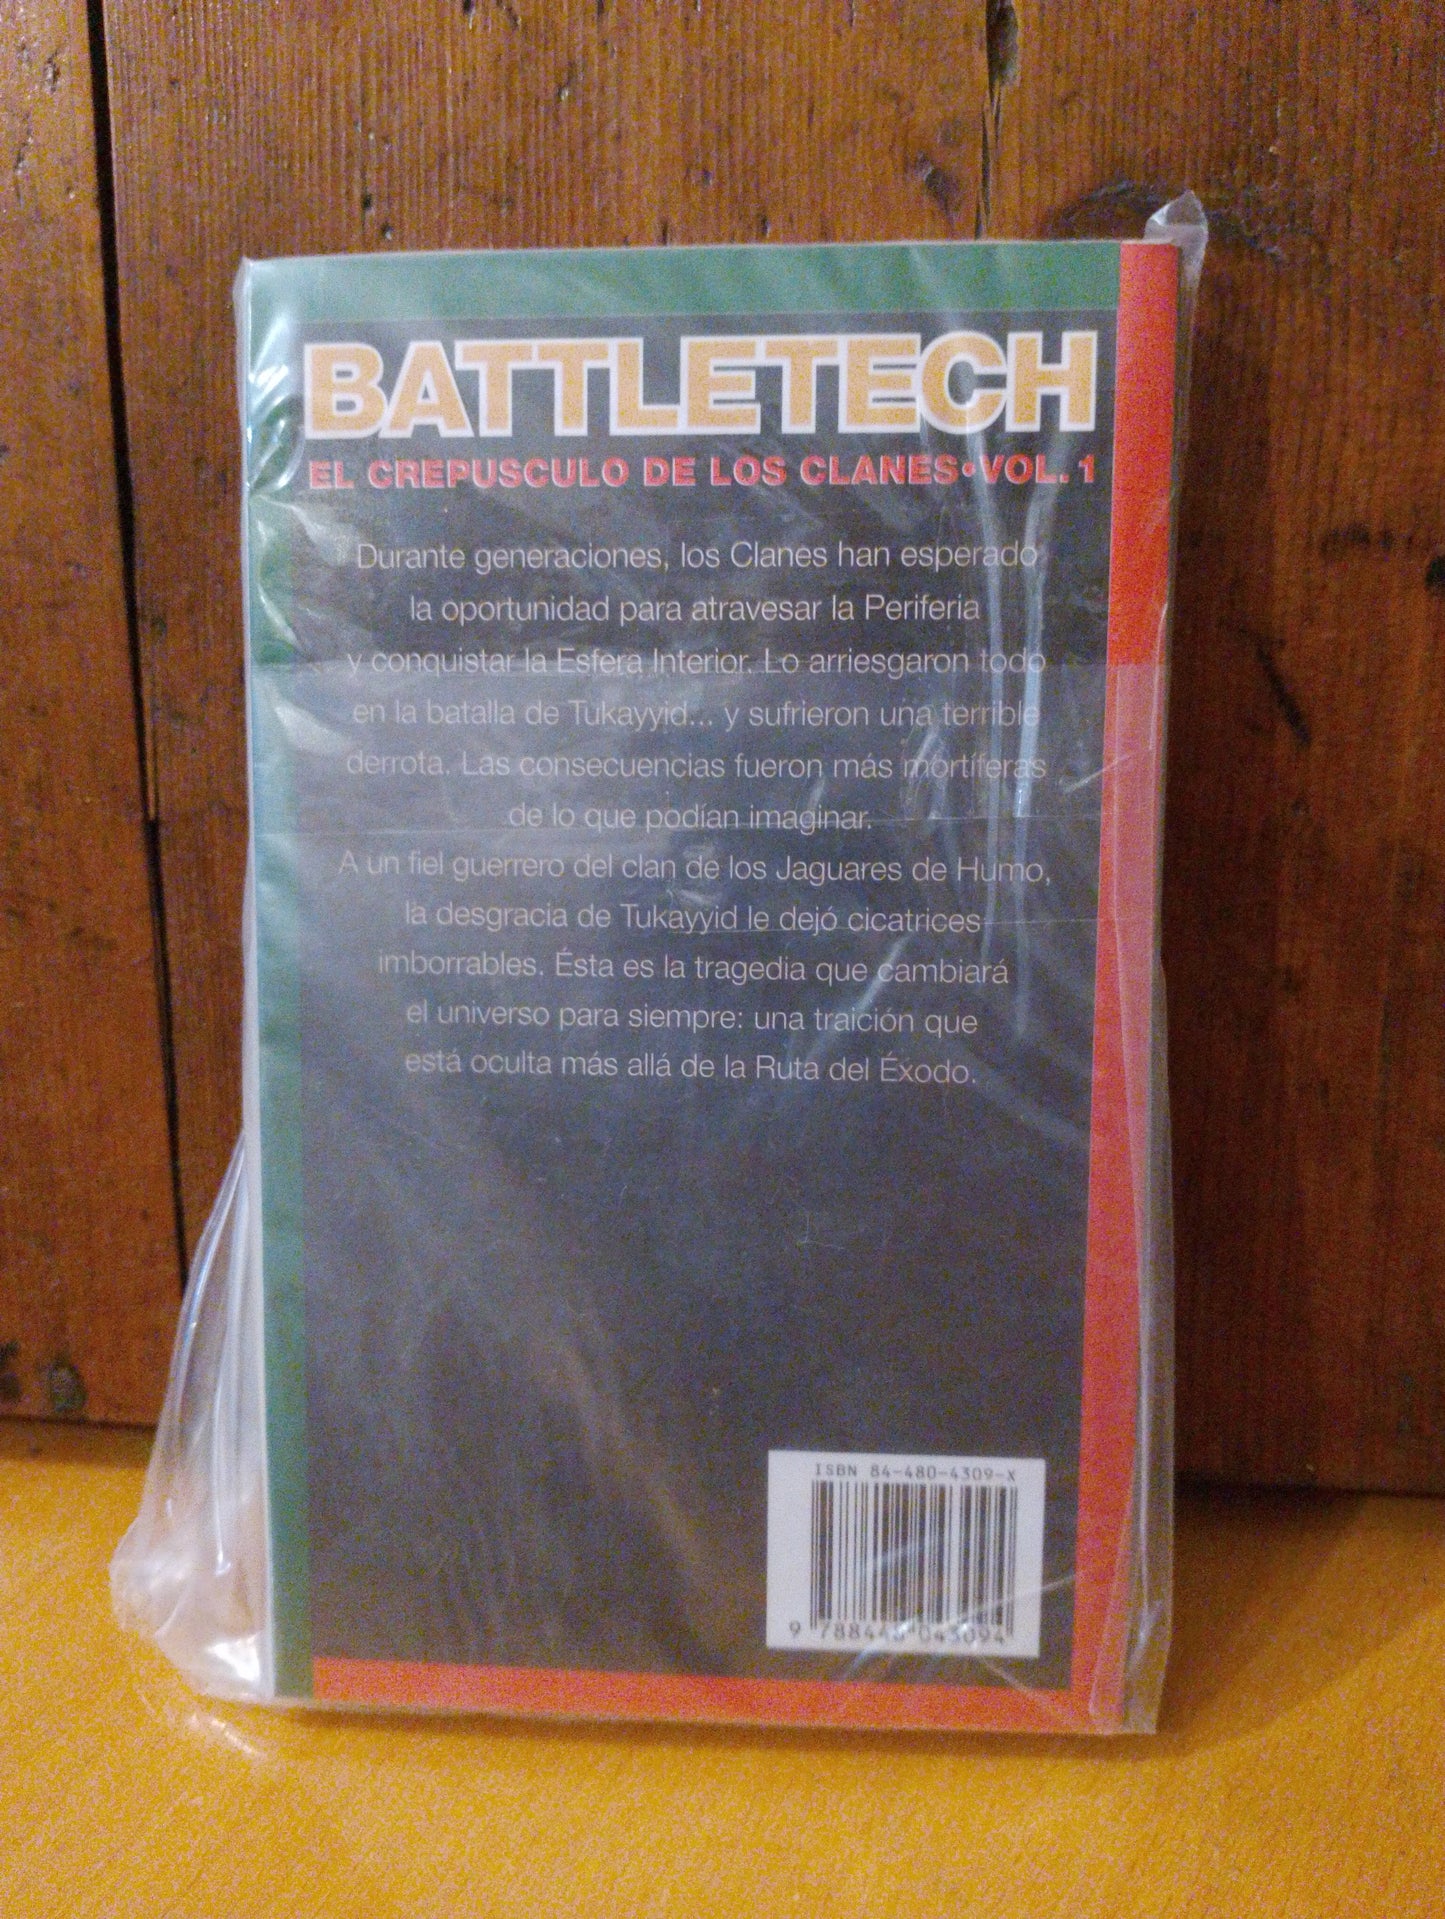 BATTLETECH
EL CREPUSCULO DE LOS CLANES•VOL. 1
Durante generaciones, los Clanes han esperado
la oportunidad para atravesar la Periferia
y conquistar la Esfera Interior. Lo arriesgaron todo
en la batalla de Tukayyid... y sufrieron una terrible
derrota. Las consecuencias fueron más mortíferas
de lo que podían imaginar.
A un fiel guerrero del clan de los Jaguares de Humo,
la desgracia de Tukayyid le dejó cicatrices
imborrables. Ésta es la tragedia que cambiará
el universo para siempre: una traición que
está oculta más allá de la Ruta del Éxodo.
ISBN 84-480-4309-X
9 788448 043094